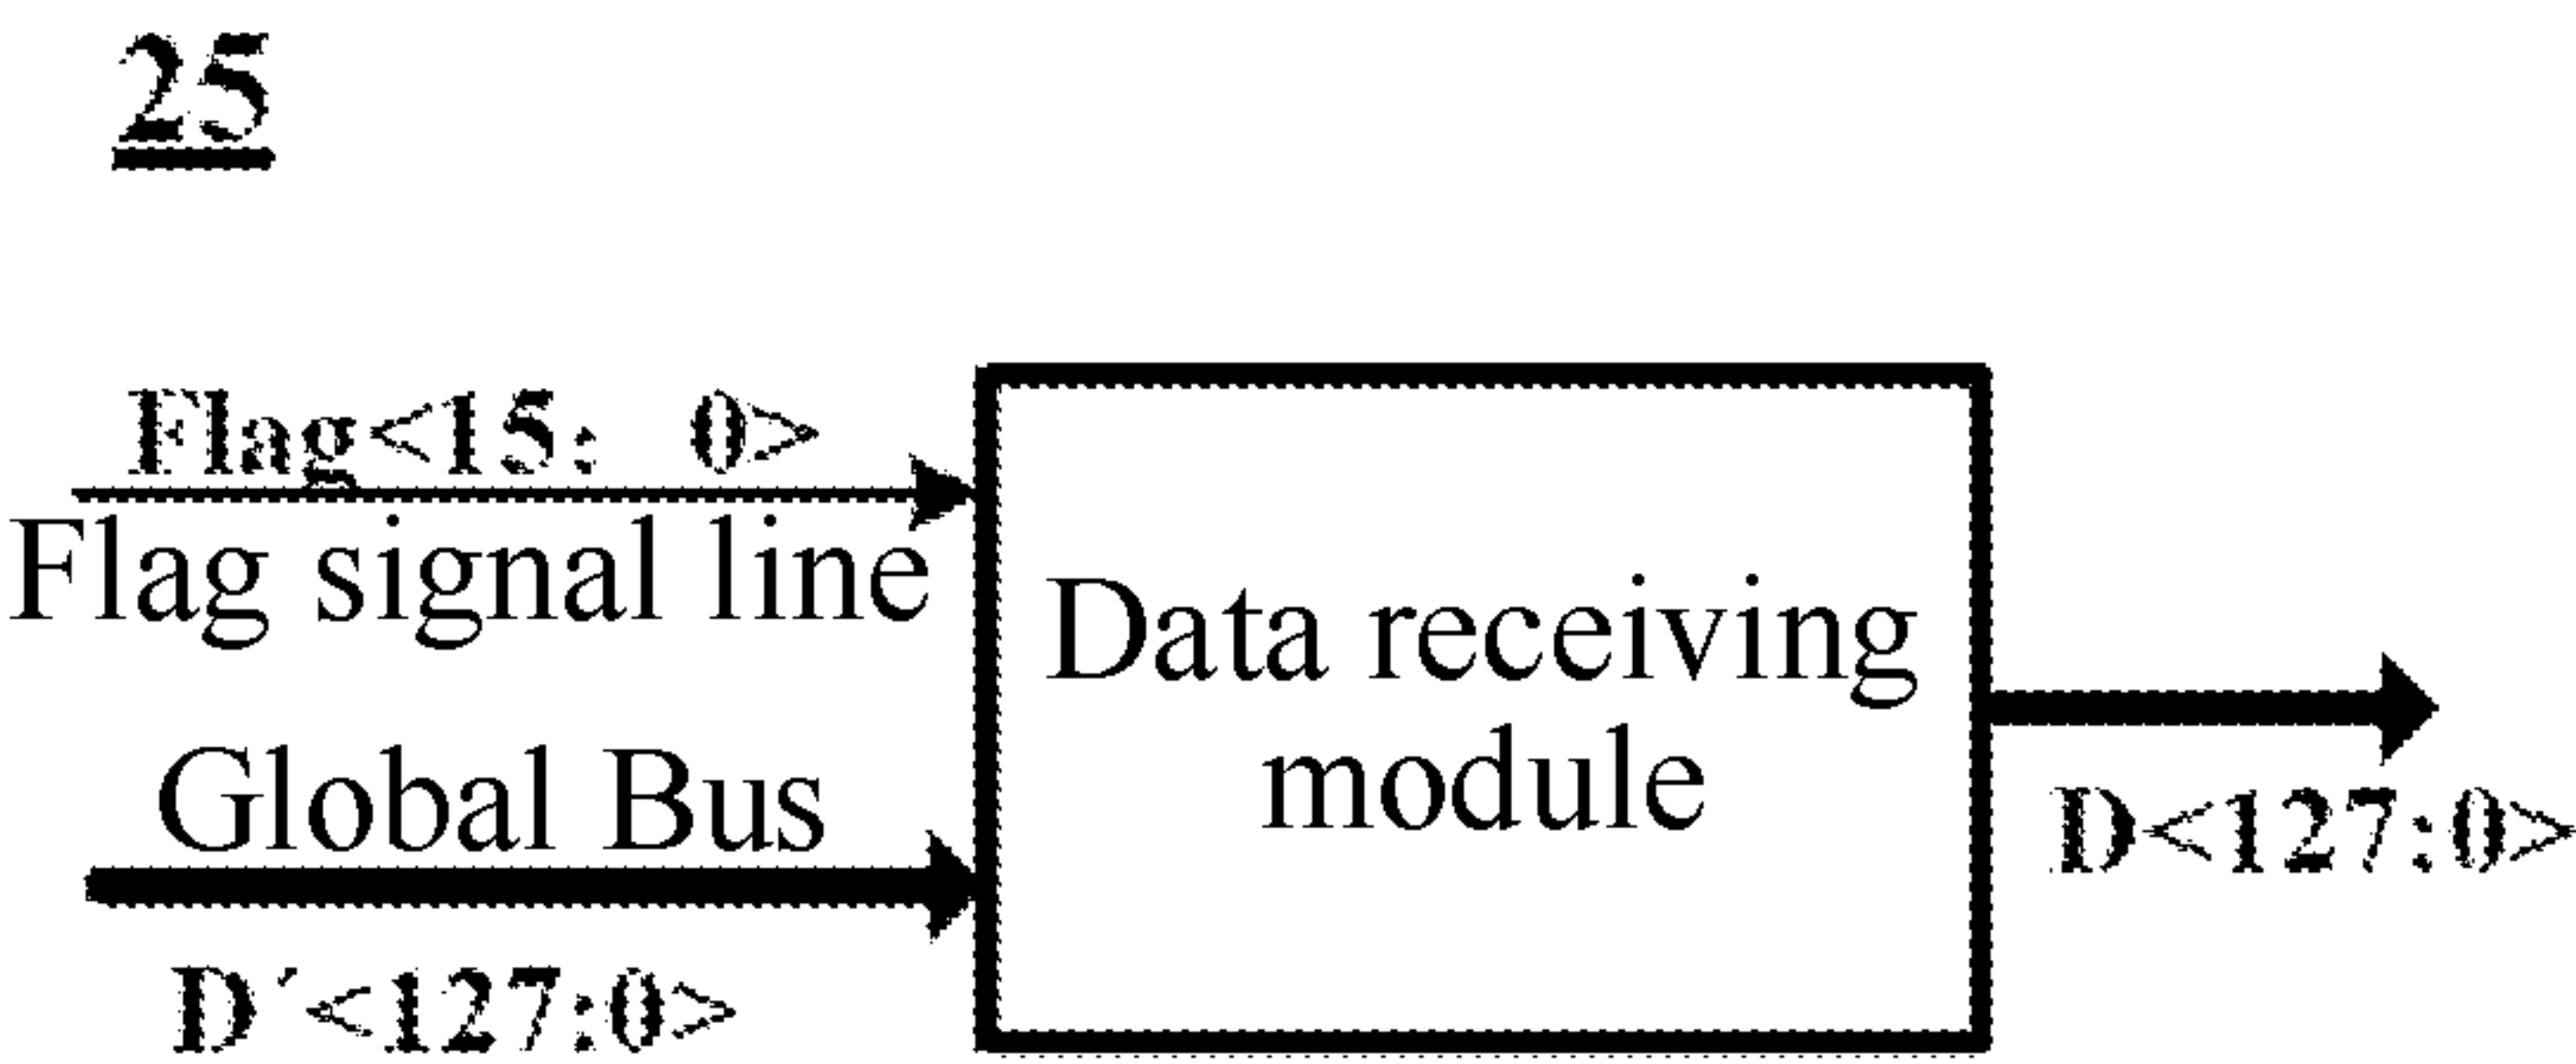 25
Flag<15: 0>
Flag signal line
Global Bus
D´<127:0>
Data receiving
module
D<127:0>